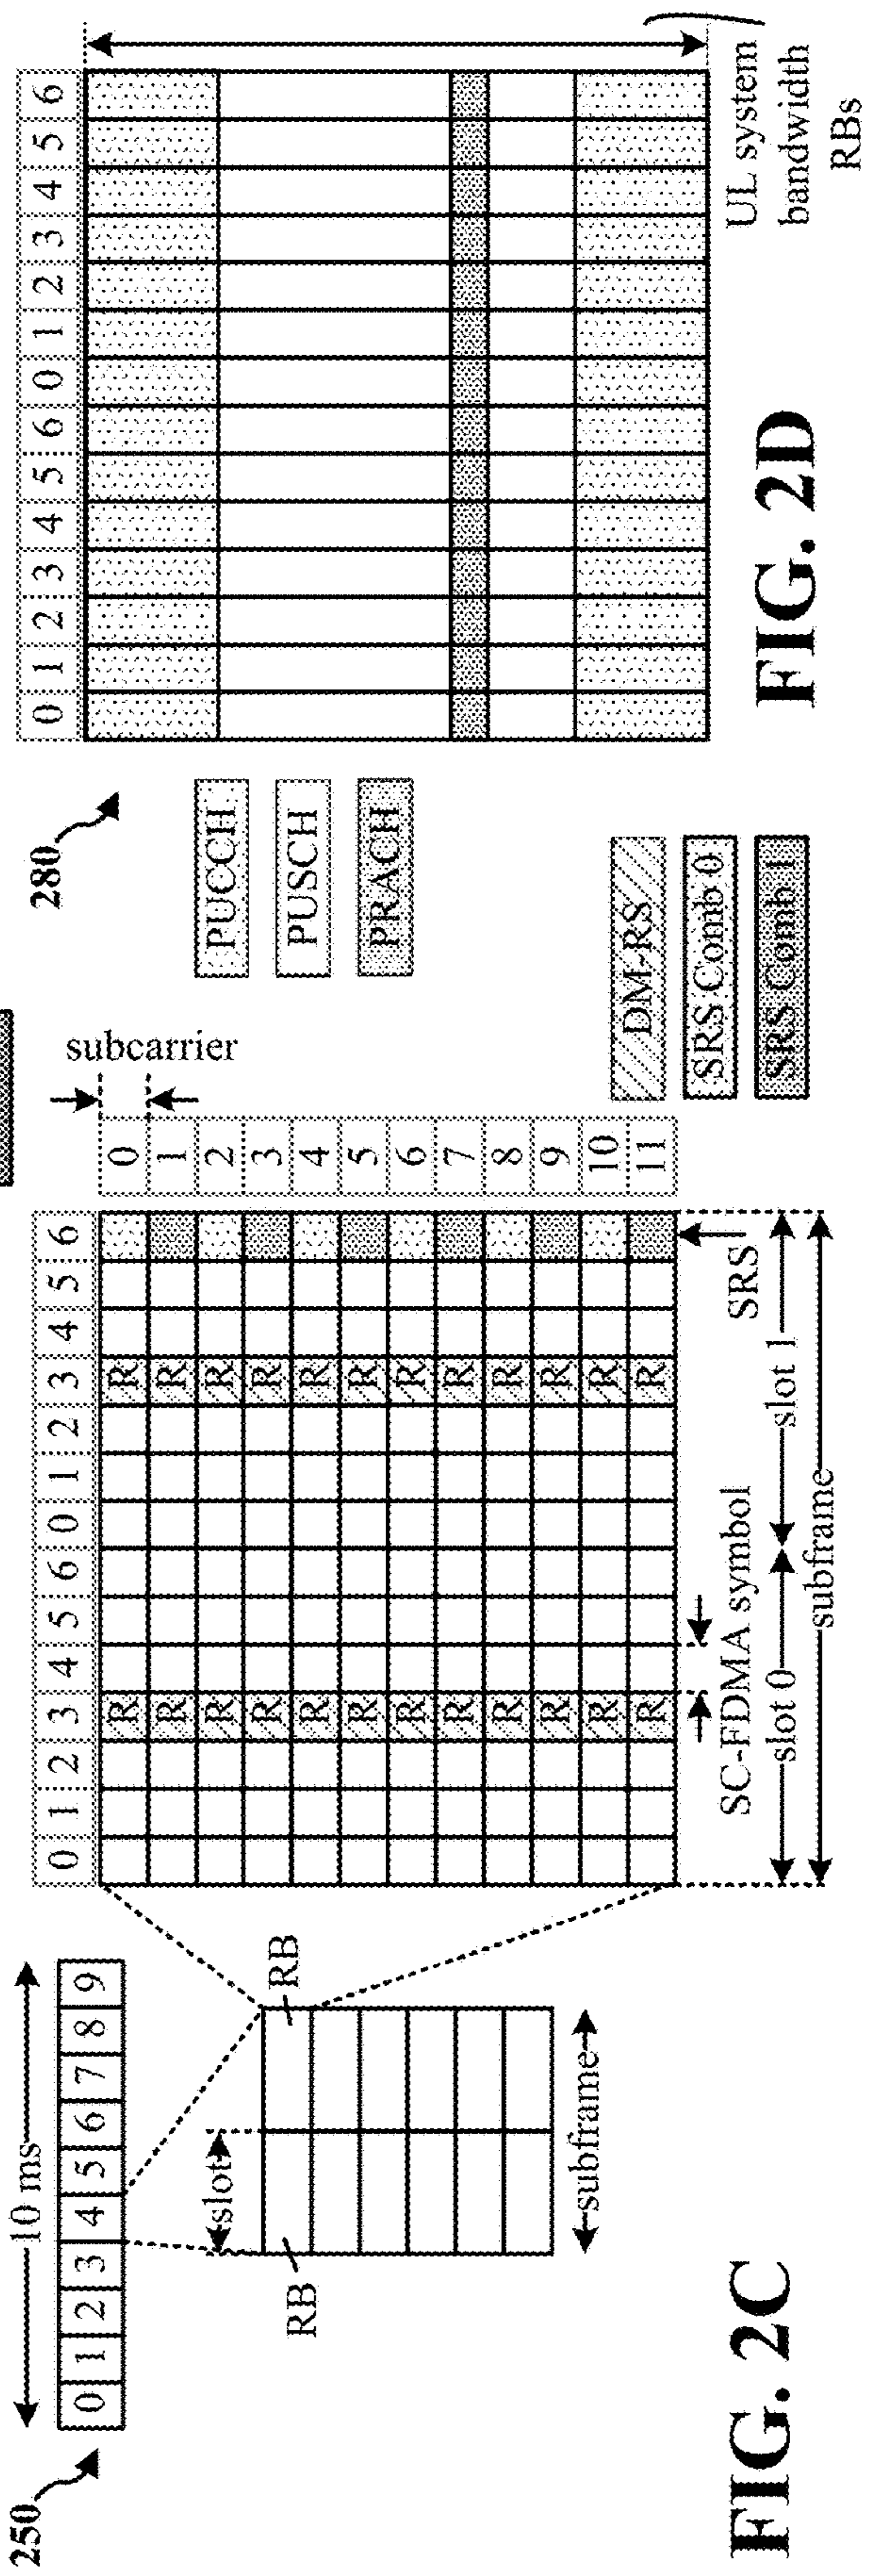 250
10 ms
0 1 2 3 4 5 6 7 8 9
slot
RB
RB
subframe
FIG. 2C
0 1 2 3 4 5 6 0 1 2 3 4 5 6
subcarrier
0
1
2
3
4
5
6
7
8
9
10
11
R R
R R
R R
R R
R R
R R
R R
R R
R R
R R
R R
R R
SRS
SC-FDMA symbol
slot 0
slot 1
subframe
DM-RS
SRS Comb 0
SRS Comb 1
280
PUCCH
PUSCH
PRACH
0 1 2 3 4 5 6 0 1 2 3 4 5 6
UL system
bandwidth
RBs
FIG. 2D